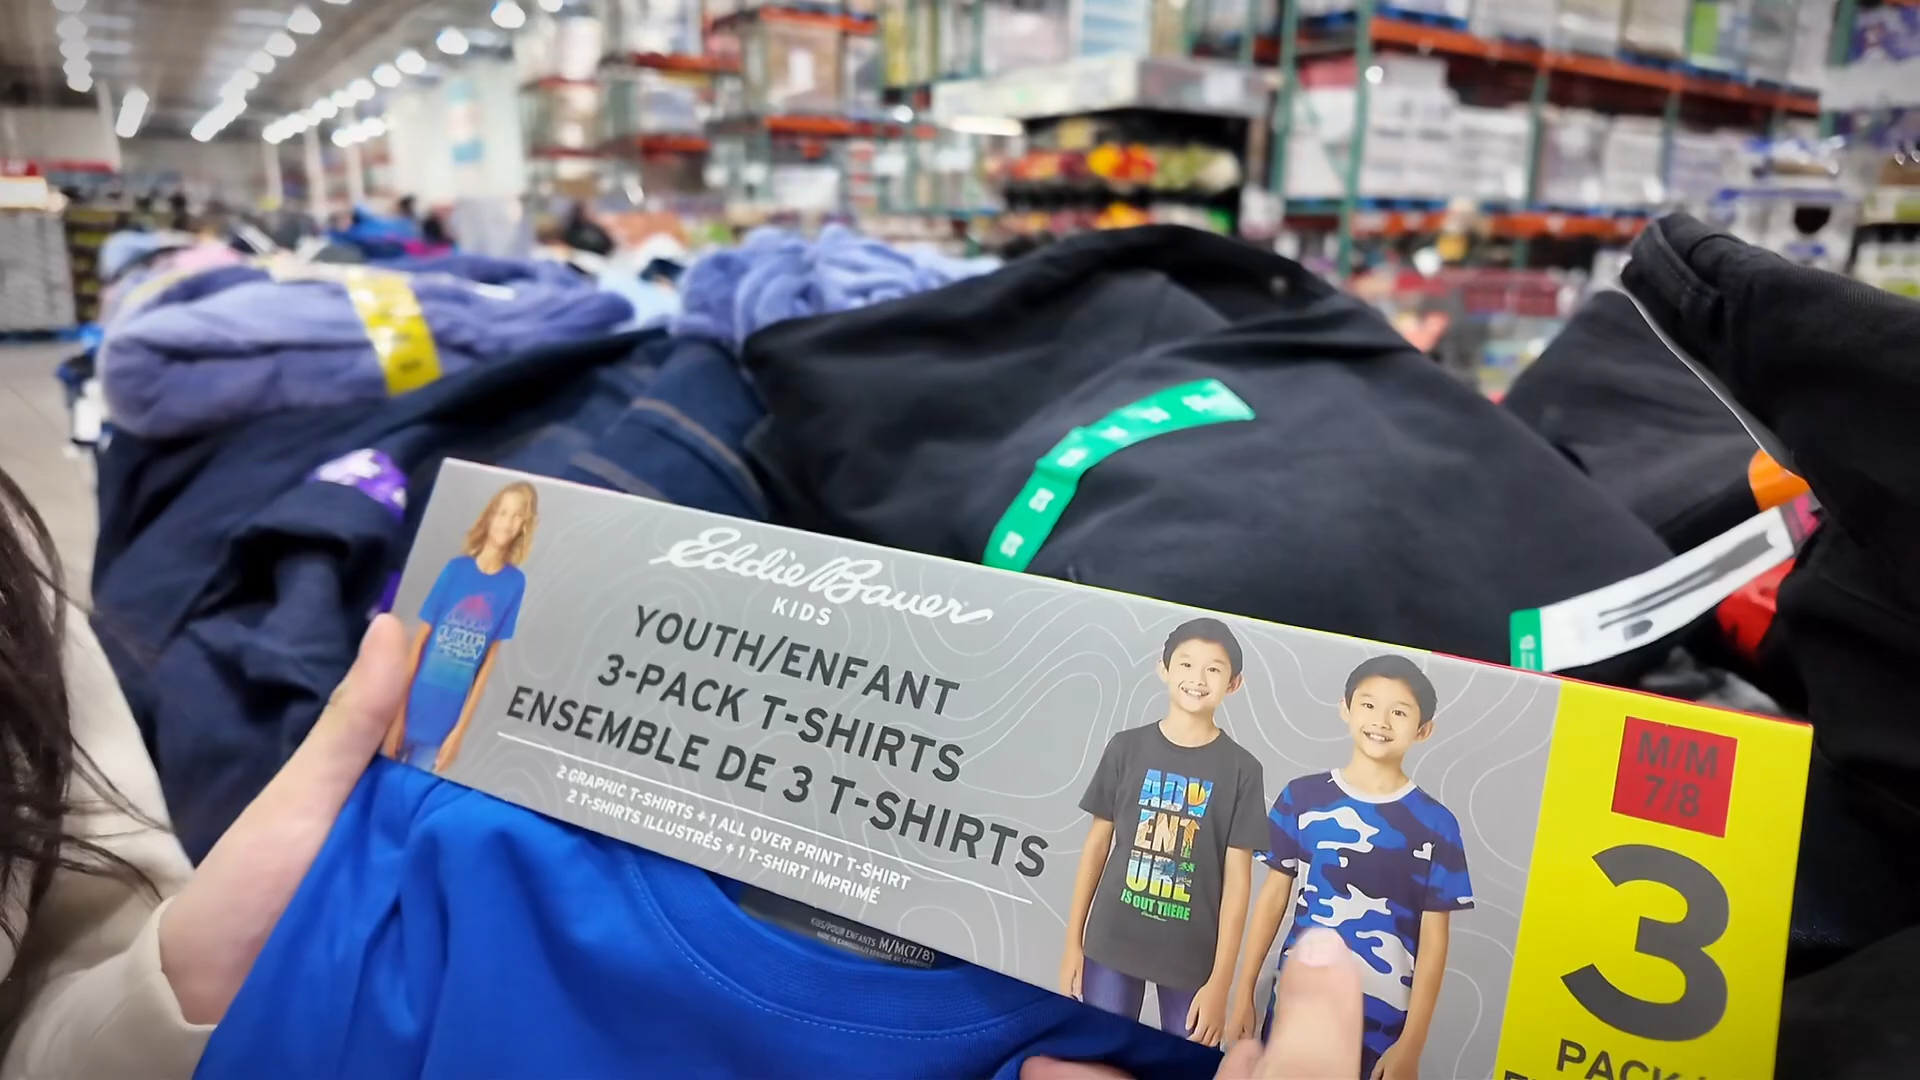 Eddie Bauer
KIDS
YOUTH/ENFANT
3-PACK T-SHIRTS
ENSEMBLE DE 3 T-SHIRTS
2 GRAPHIC T-SHIRTS + 1 ALL OVER PRINT T-SHIRT
2 T-SHIRTS ILLUSTRÉS + 1 T-SHIRT IMPRIMÉ
OUTDOOR
ADV
ENT
URE
IS OUT THERE
M/M
7/8
3
PACK/
KIDS/POUR ENFANTS M/M(7/8)